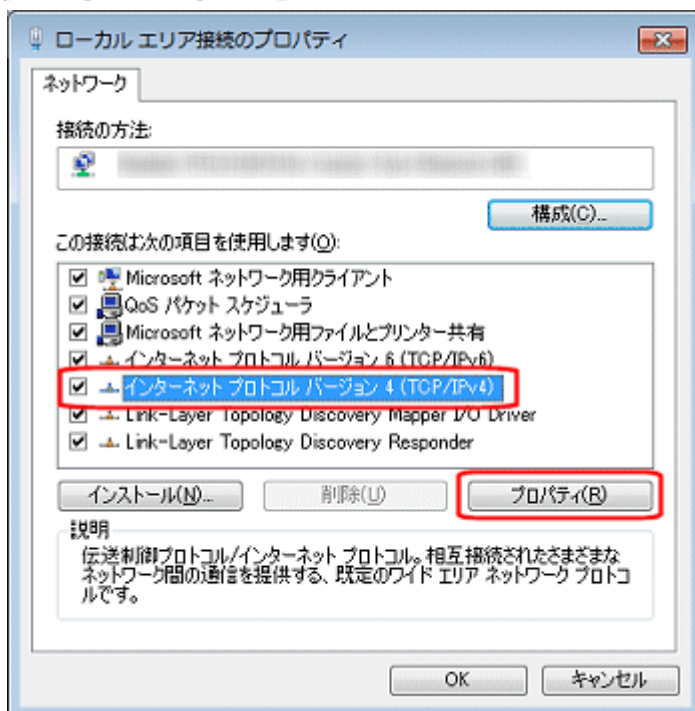 ローカル エリア接続のプロパティ
ネットワーク
接続の方法:
構成(C)...
この接続は次の項目を使用します(O):
Microsoft ネットワーク用クライアント
QoS パケット スケジューラ
Microsoft ネットワーク用ファイルとプリンター共有
インターネット プロトコル バージョン 6 (TCP/IPv6)
インターネット プロトコル バージョン 4 (TCP/IPv4)
Link-Layer Topology Discovery Mapper I/O Driver
Link-Layer Topology Discovery Responder
インストール(N)... 削除(U) プロパティ(R)
説明
伝送制御プロトコル/インターネット プロトコル。相互接続されたさまざまな
ネットワーク間の通信を提供する、既定のワイド エリア ネットワーク プロトコ
ルです。
OK キャンセル